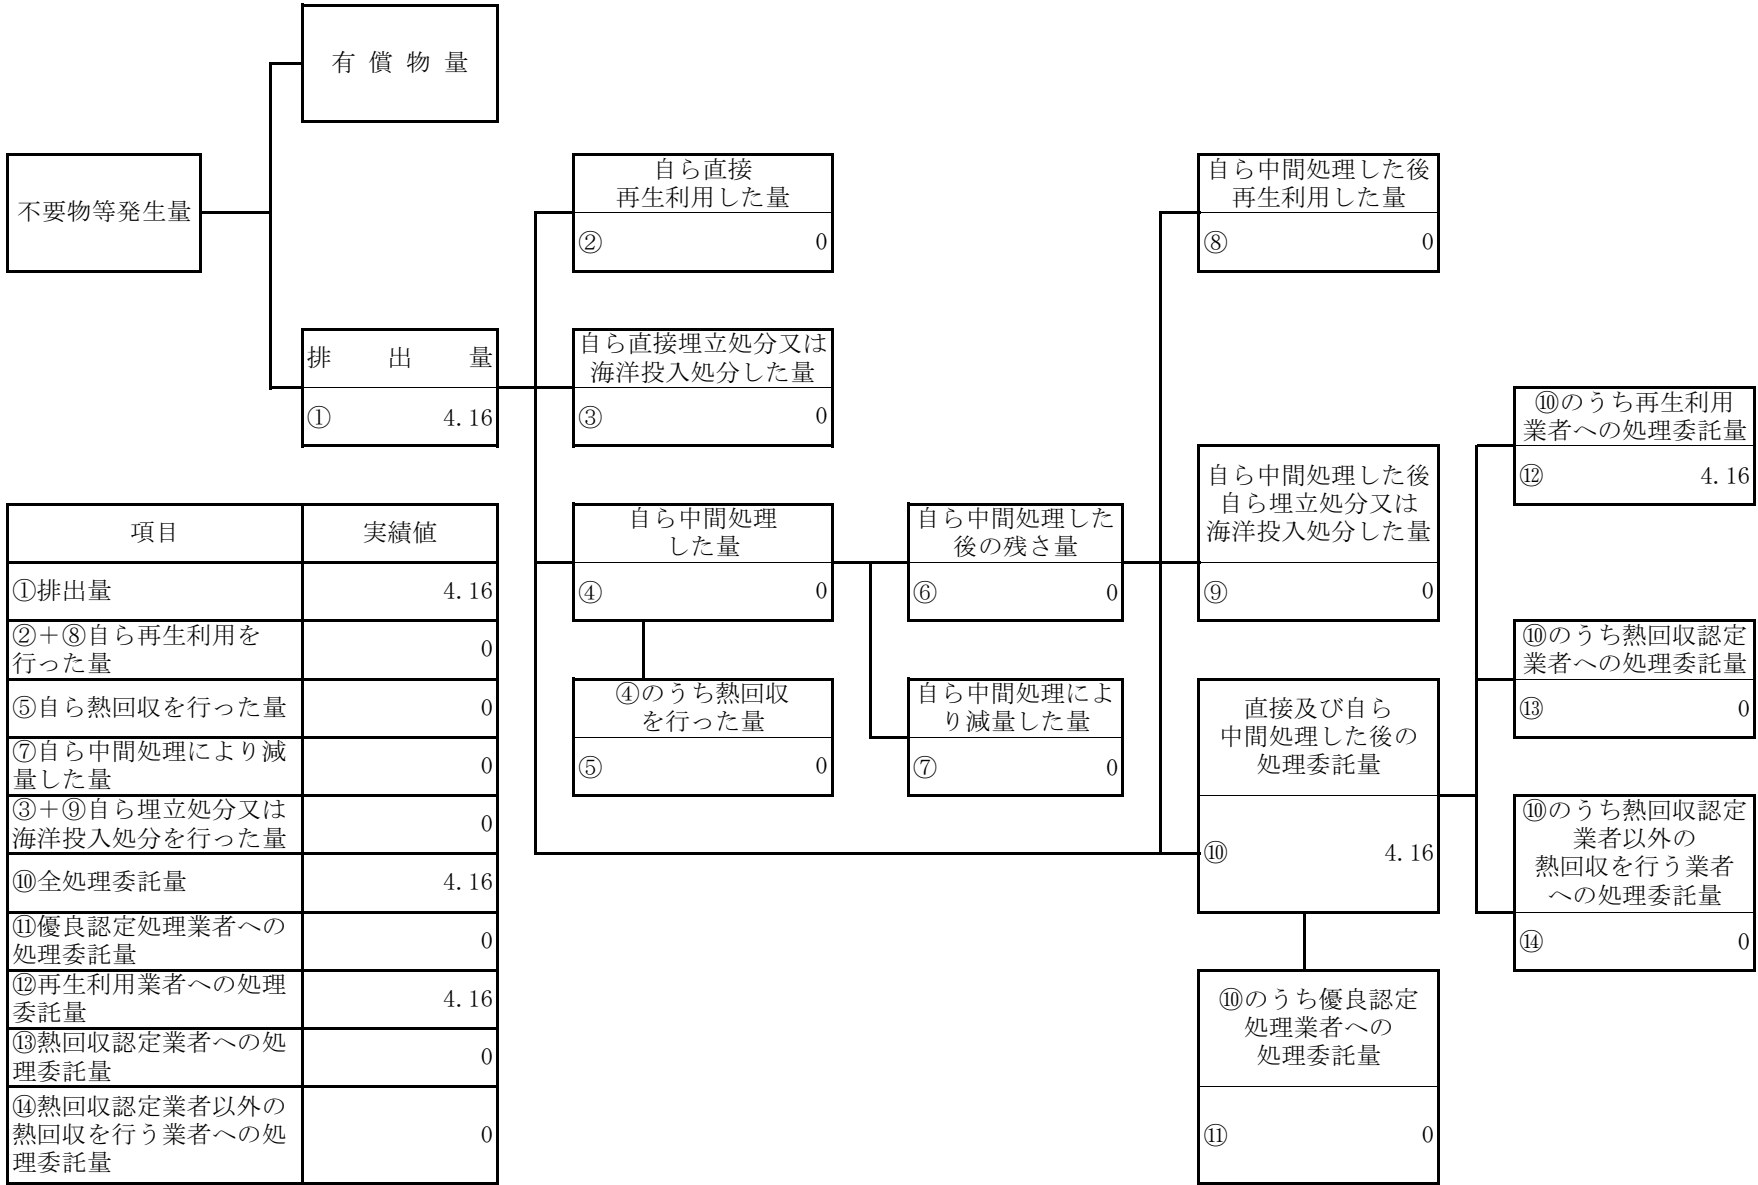 有償物量
不要物等発生量
自ら直接
再生利用した量
② 0
自ら中間処理した後
再生利用した量
⑧ 0
排出量
① 4.16
自ら直接埋立処分又は
海洋投入処分した量
③ 0
⑩のうち再生利用
業者への処理委託量
⑫ 4.16
自ら中間処理した後
自ら埋立処分又は
海洋投入処分した量
⑨ 0
自ら中間処理
した量
④ 0
自ら中間処理した
後の残さ量
⑥ 0
⑩のうち熱回収認定
業者への処理委託量
⑬ 0
④のうち熱回収
を行った量
⑤ 0
自ら中間処理によ
り減量した量
⑦ 0
直接及び自ら
中間処理した後の
処理委託量
⑩ 4.16
⑩のうち熱回収認定
業者以外の
熱回収を行う業者
への処理委託量
⑭ 0
⑩のうち優良認定
処理業者への
処理委託量
⑪ 0
項目 実績値
①排出量 4.16
②+⑧自ら再生利用を
行った量 0
⑤自ら熱回収を行った量 0
⑦自ら中間処理により減
量した量 0
③+⑨自ら埋立処分又は
海洋投入処分を行った量 0
⑩全処理委託量 4.16
⑪優良認定処理業者への
処理委託量 0
⑫再生利用業者への処理
委託量 4.16
⑬熱回収認定業者への処
理委託量 0
⑭熱回収認定業者以外の
熱回収を行う業者への処
理委託量 0